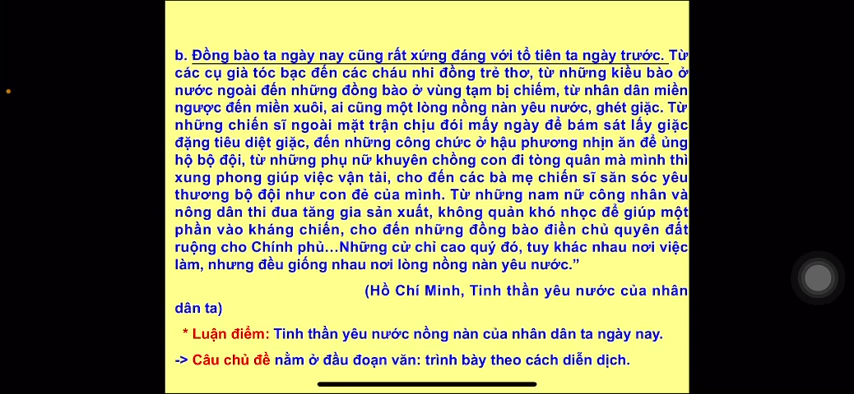 b. Đồng bào ta ngày nay cũng rất xứng đáng với tổ tiên ta ngày trước. Từ
các cụ già tóc bạc đến các cháu nhi đồng trẻ thơ, từ những kiều bào ở
nước ngoài đến những đồng bào ở vùng tạm bị chiếm, từ nhân dân miền
ngược đến miền xuôi, ai cũng một lòng nồng nàn yêu nước, ghét giặc. Từ
những chiến sĩ ngoài mặt trận chịu đói mấy ngày để bám sát lấy giặc
đặng tiêu diệt giặc, đến những công chức ở hậu phương nhịn ăn để ủng
hộ bộ đội, từ những phụ nữ khuyên chồng con đi tòng quân mà mình thì
xung phong giúp việc vận tải, cho đến các bà mẹ chiến sĩ săn sóc yêu
thương bộ đội như con đẻ của mình. Từ những nam nữ công nhân và
nông dân thi đua tăng gia sản xuất, không quản khó nhọc để giúp một
phần vào kháng chiến, cho đến những đồng bào điền chủ quyên đất
ruộng cho Chính phủ...Những cử chỉ cao quý đó, tuy khác nhau nơi việc
làm, nhưng đều giống nhau nơi lòng nồng nàn yêu nước.”
(Hồ Chí Minh, Tinh thần yêu nước của nhân
dân ta)
* Luận điểm: Tinh thần yêu nước nồng nàn của nhân dân ta ngày nay.
-> Câu chủ đề nằm ở đầu đoạn văn: trình bày theo cách diễn dịch.